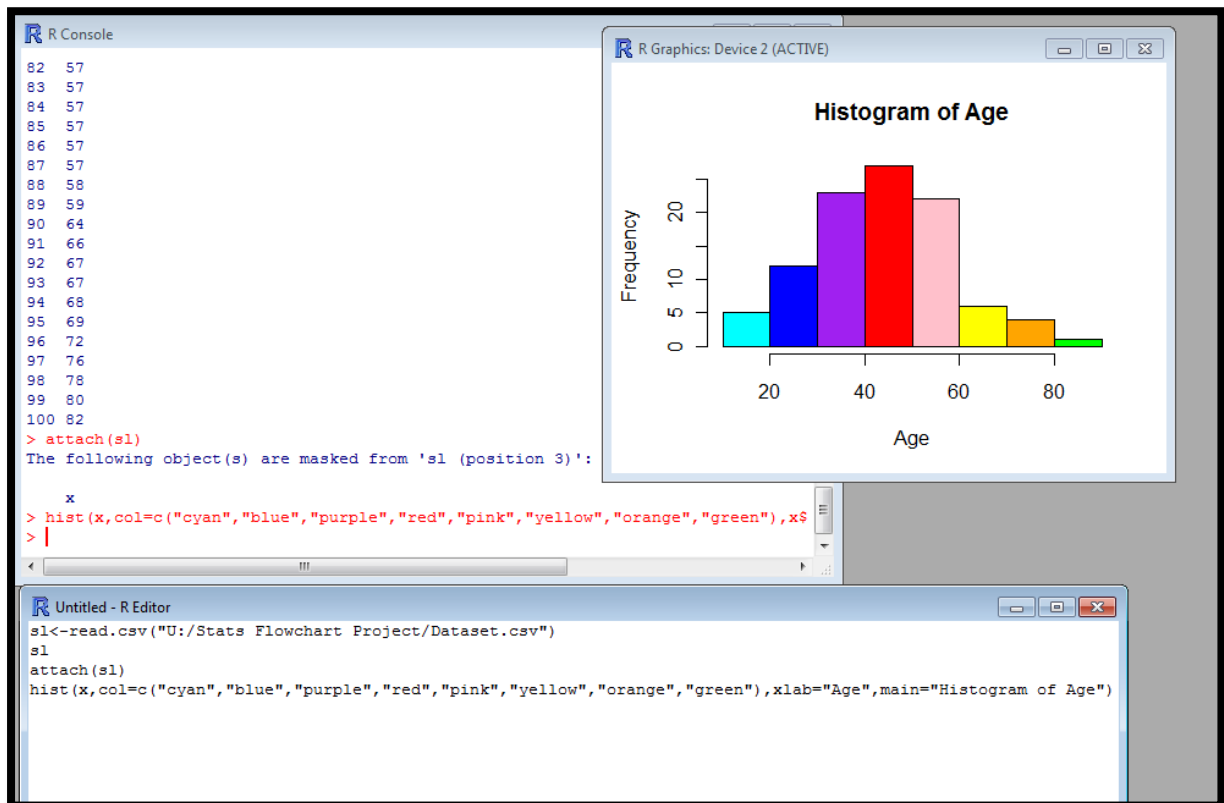 R Console
82 57
83 57
84 57
85 57
86 57
87 57
88 58
89 59
90 64
91 66
92 67
93 67
94 68
95 69
96 72
97 76
98 78
99 80
100 82
> attach(sl)
The following object(s) are masked from 'sl (position 3)':
x
> hist(x,col=c("cyan","blue","purple","red","pink","yellow","orange","green"),x$
>
R Graphics: Device 2 (ACTIVE)
Histogram of Age
Frequency
20
10
5
0
20 40 60 80
Age
Untitled - R Editor
sl<-read.csv("U:/Stats Flowchart Project/Dataset.csv")
sl
attach(sl)
hist(x,col=c("cyan","blue","purple","red","pink","yellow","orange","green"),xlab="Age",main="Histogram of Age")